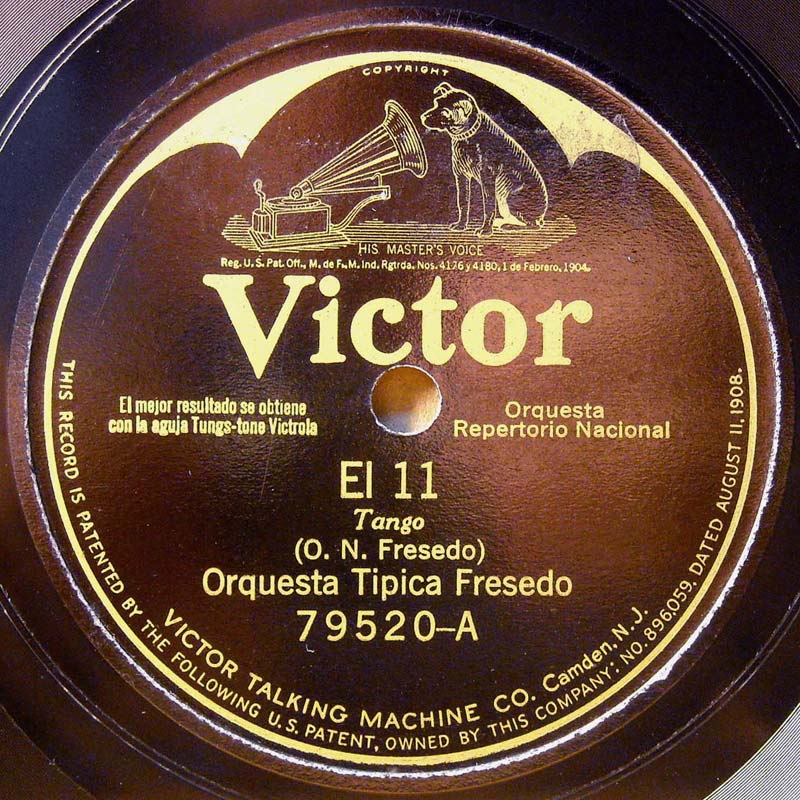 COPYRIGHT
HIS MASTER'S VOICE
Reg. U. S. Pat. Off., M. de F., M. Ind. Rgtrda. Nos. 4176 y 4180, 1 de Febrero, 1904.
Victor
El mejor resultado se obtiene
con la aguja Tungs-tone Victrola
Orquesta
Repertorio Nacional
El 11
Tango
(O. N. Fresedo)
Orquesta Tipica Fresedo
79520-A
VICTOR TALKING MACHINE CO. Camden, N. J.
THIS RECORD IS PATENTED BY THE FOLLOWING U.S. PATENT, OWNED BY THIS COMPANY: NO. 896,059, DATED AUGUST 11, 1908.